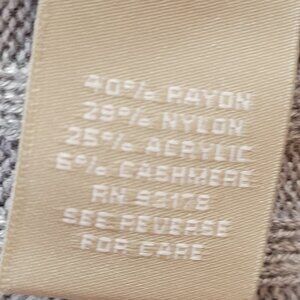 40% RAYON
29% NYLON
25% ACRYLIC
6% CASHMERE
RN 93178
SEE REVERSE
FOR CARE